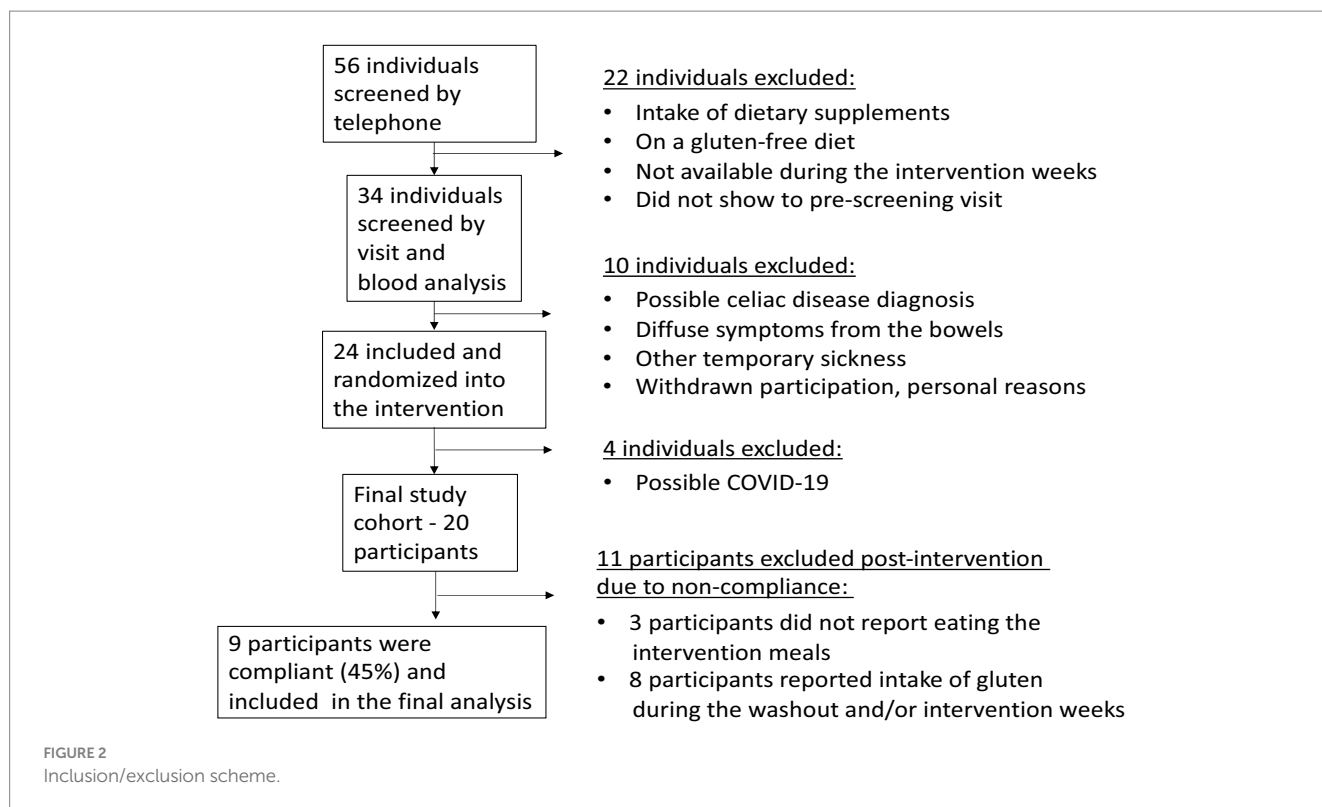 56 individuals
screened by
telephone
22 individuals excluded:
• Intake of dietary supplements
• On a gluten-free diet
• Not available during the intervention weeks
• Did not show to pre-screening visit
34 individuals
screened by
visit and
blood analysis
10 individuals excluded:
• Possible celiac disease diagnosis
• Diffuse symptoms from the bowels
• Other temporary sickness
• Withdrawn participation, personal reasons
24 included and
randomized into
the intervention
4 individuals excluded:
• Possible COVID-19
Final study
cohort - 20
participants
11 participants excluded post-intervention
due to non-compliance:
• 3 participants did not report eating the
intervention meals
• 8 participants reported intake of gluten
during the washout and/or intervention weeks
9 participants were
compliant (45%) and
included in the final analysis
FIGURE 2
Inclusion/exclusion scheme.